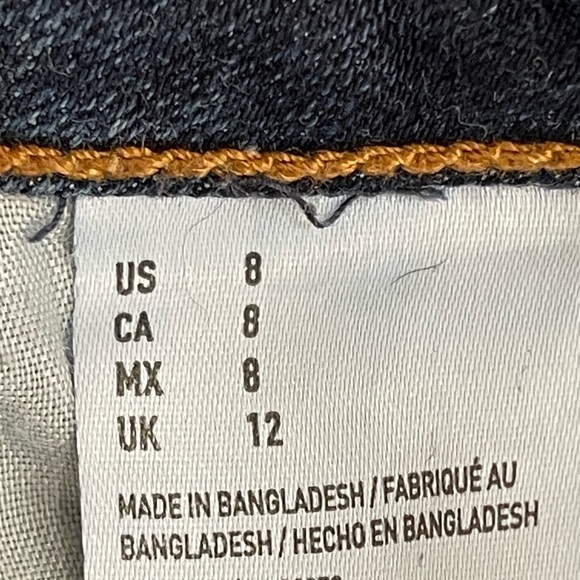 US 8
CA 8
MX 8
UK 12
MADE IN BANGLADESH / FABRIQUÉ AU
BANGLADESH / HECHO EN BANGLADESH